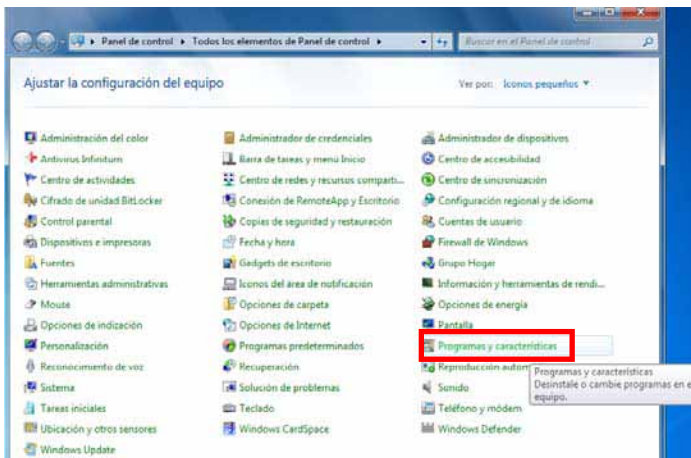 Panel de control ▸ Todos los elementos de Panel de control ▸
Buscar en el Panel de control
Ajustar la configuración del equipo
Ver por: Iconos pequeños
Administración del color
Administrador de credenciales
Administrador de dispositivos
Antivirus Infinitum
Barra de tareas y menú Inicio
Centro de accesibilidad
Centro de actividades
Centro de redes y recursos comparti...
Centro de sincronización
Cifrado de unidad BitLocker
Conexión de RemoteApp y Escritorio
Configuración regional y de idioma
Control parental
Copias de seguridad y restauración
Cuentas de usuario
Dispositivos e impresoras
Fecha y hora
Firewall de Windows
Fuentes
Gadgets de escritorio
Grupo Hogar
Herramientas administrativas
Iconos del área de notificación
Información y herramientas de rendi...
Mouse
Opciones de carpeta
Opciones de energía
Opciones de indización
Opciones de Internet
Pantalla
Personalización
Programas predeterminados
Programas y características
Reconocimiento de voz
Recuperación
Reproducción autom
Sistema
Solución de problemas
Sonido
Tareas iniciales
Teclado
Teléfono y módem
Ubicación y otros sensores
Windows CardSpace
Windows Defender
Windows Update
Programas y características
Desinstale o cambie programas en e
equipo.